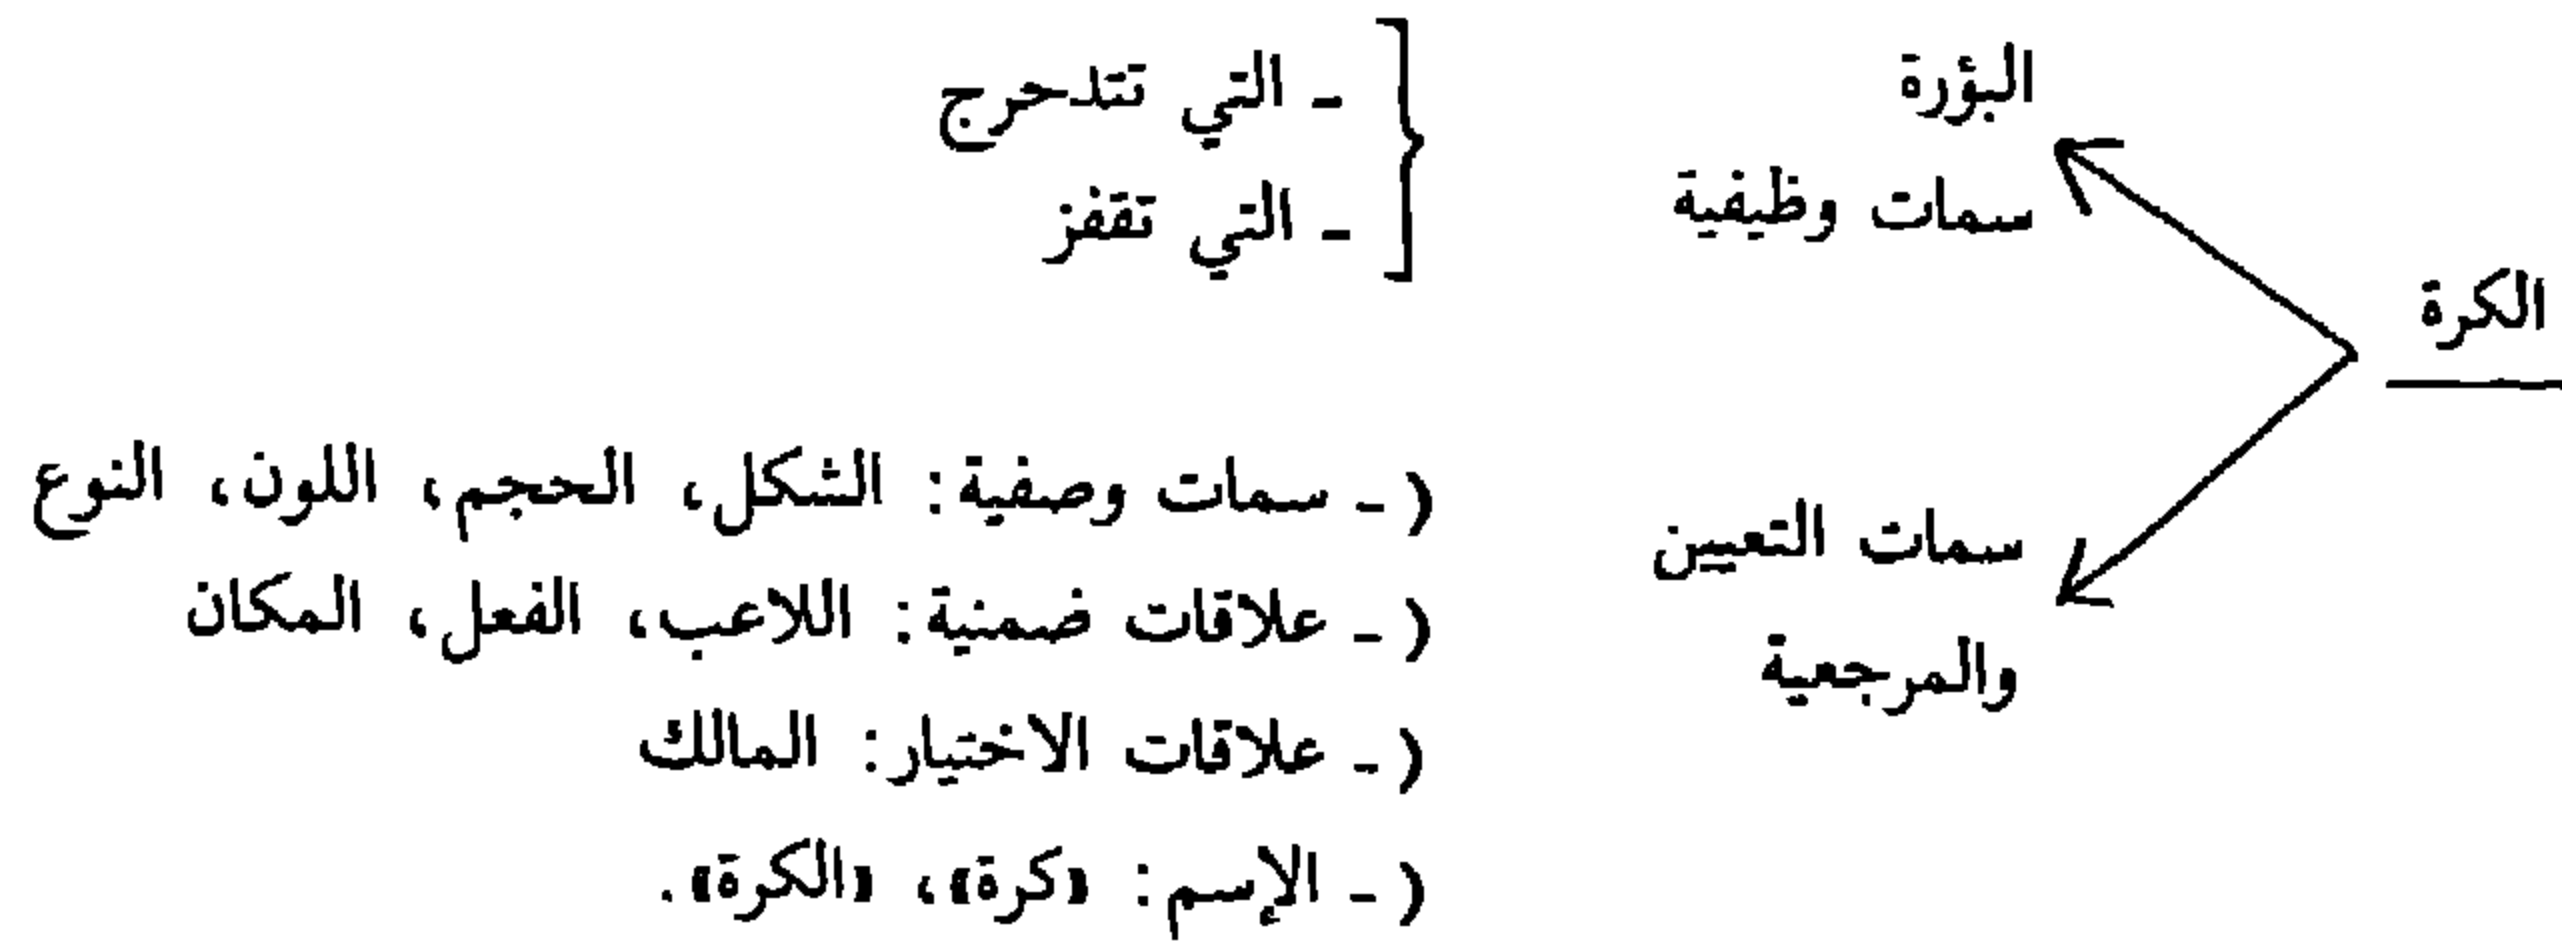 الكرة
البؤرة
سمات وظيفية
- التي تتدحرج
- التي تقفز
سمات التعيين
والمرجعية
( - سمات وصفية: الشكل، الحجم، اللون، النوع
( - علاقات ضمنية: اللاعب، الفعل، المكان
( - علاقات الاختيار: المالك
( - الإسم: «كرة»، «الكرة».